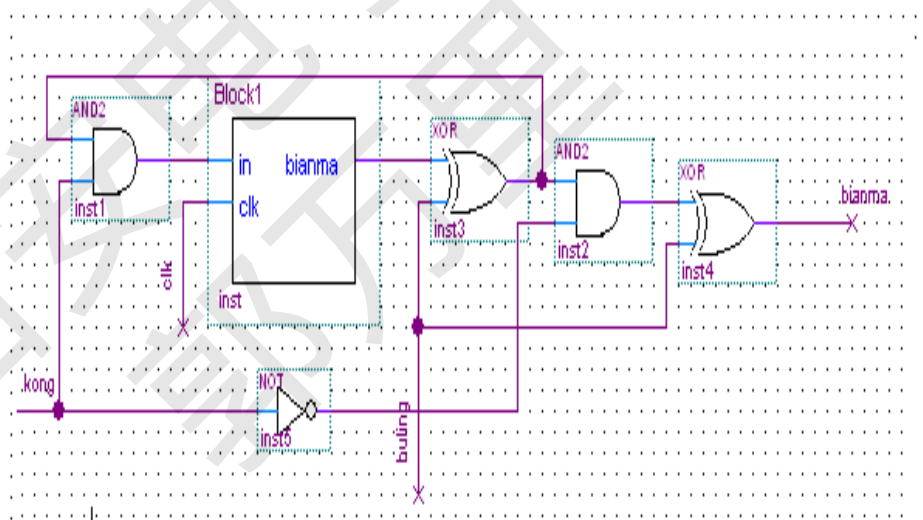 AND2
Block1
in
bianma
clk
inst1
inst
clk
XOR
inst3
AND2
inst2
XOR
inst4
bianma
kong
NOT
inst5
buling